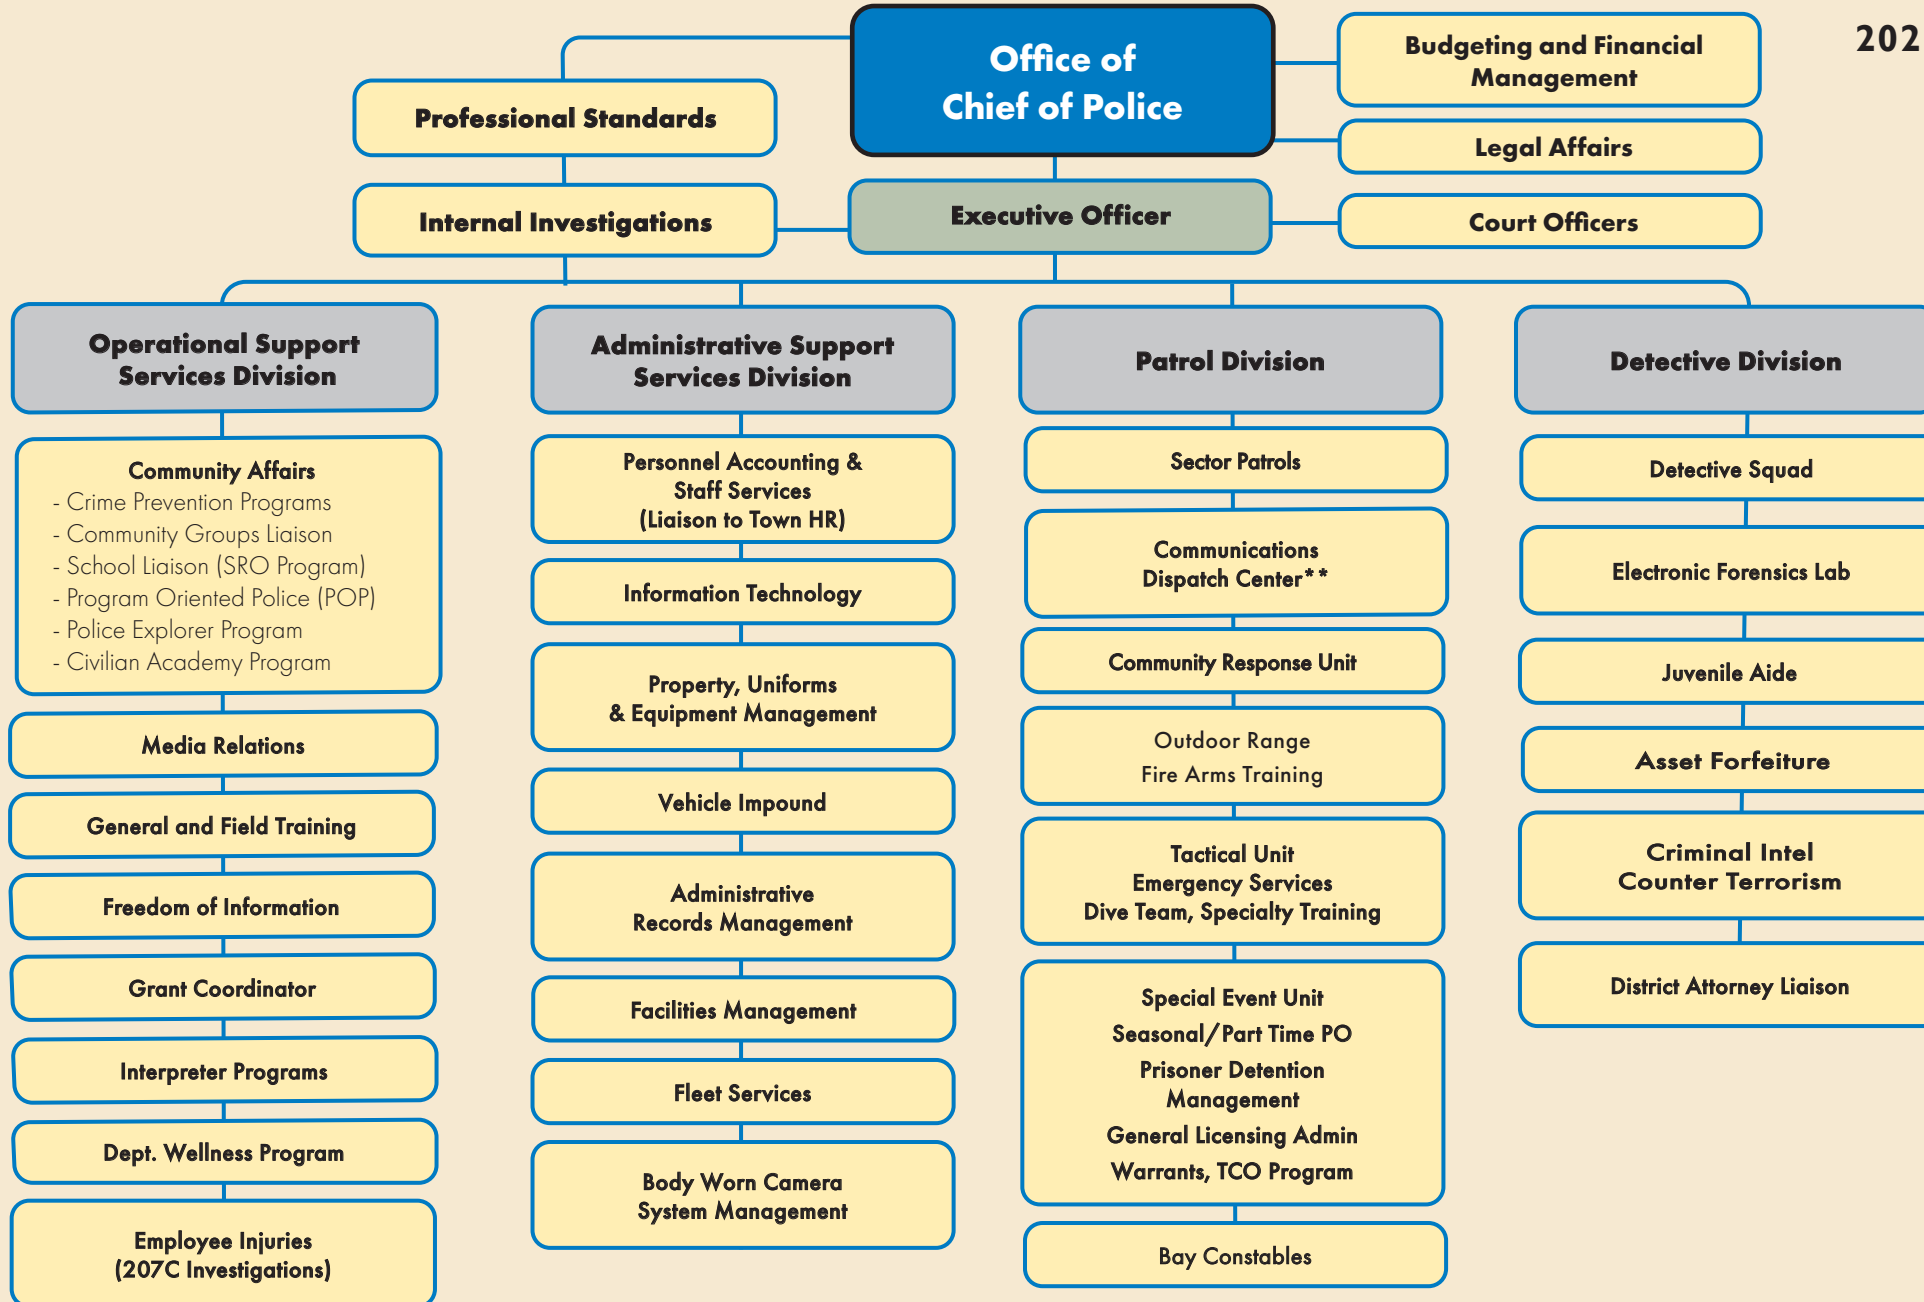 Office of
Chief of Police
Budgeting and Financial
Management
202
Professional Standards
Legal Affairs
Internal Investigations
Executive Officer
Court Officers
Operational Support
Services Division
Community Affairs
- Crime Prevention Programs
- Community Groups Liaison
- School Liaison (SRO Program)
- Program Oriented Police (POP)
- Police Explorer Program
- Civilian Academy Program
Media Relations
General and Field Training
Freedom of Information
Grant Coordinator
Interpreter Programs
Dept. Wellness Program
Employee Injuries
(207C Investigations)
Administrative Support
Services Division
Personnel Accounting &
Staff Services
(Liaison to Town HR)
Information Technology
Property, Uniforms
& Equipment Management
Vehicle Impound
Administrative
Records Management
Facilities Management
Fleet Services
Body Worn Camera
System Management
Patrol Division
Sector Patrols
Communications
Dispatch Center**
Community Response Unit
Outdoor Range
Fire Arms Training
Tactical Unit
Emergency Services
Dive Team, Specialty Training
Special Event Unit
Seasonal/Part Time PO
Prisoner Detention
Management
General Licensing Admin
Warrants, TCO Program
Bay Constables
Detective Division
Detective Squad
Electronic Forensics Lab
Juvenile Aide
Asset Forfeiture
Criminal Intel
Counter Terrorism
District Attorney Liaison